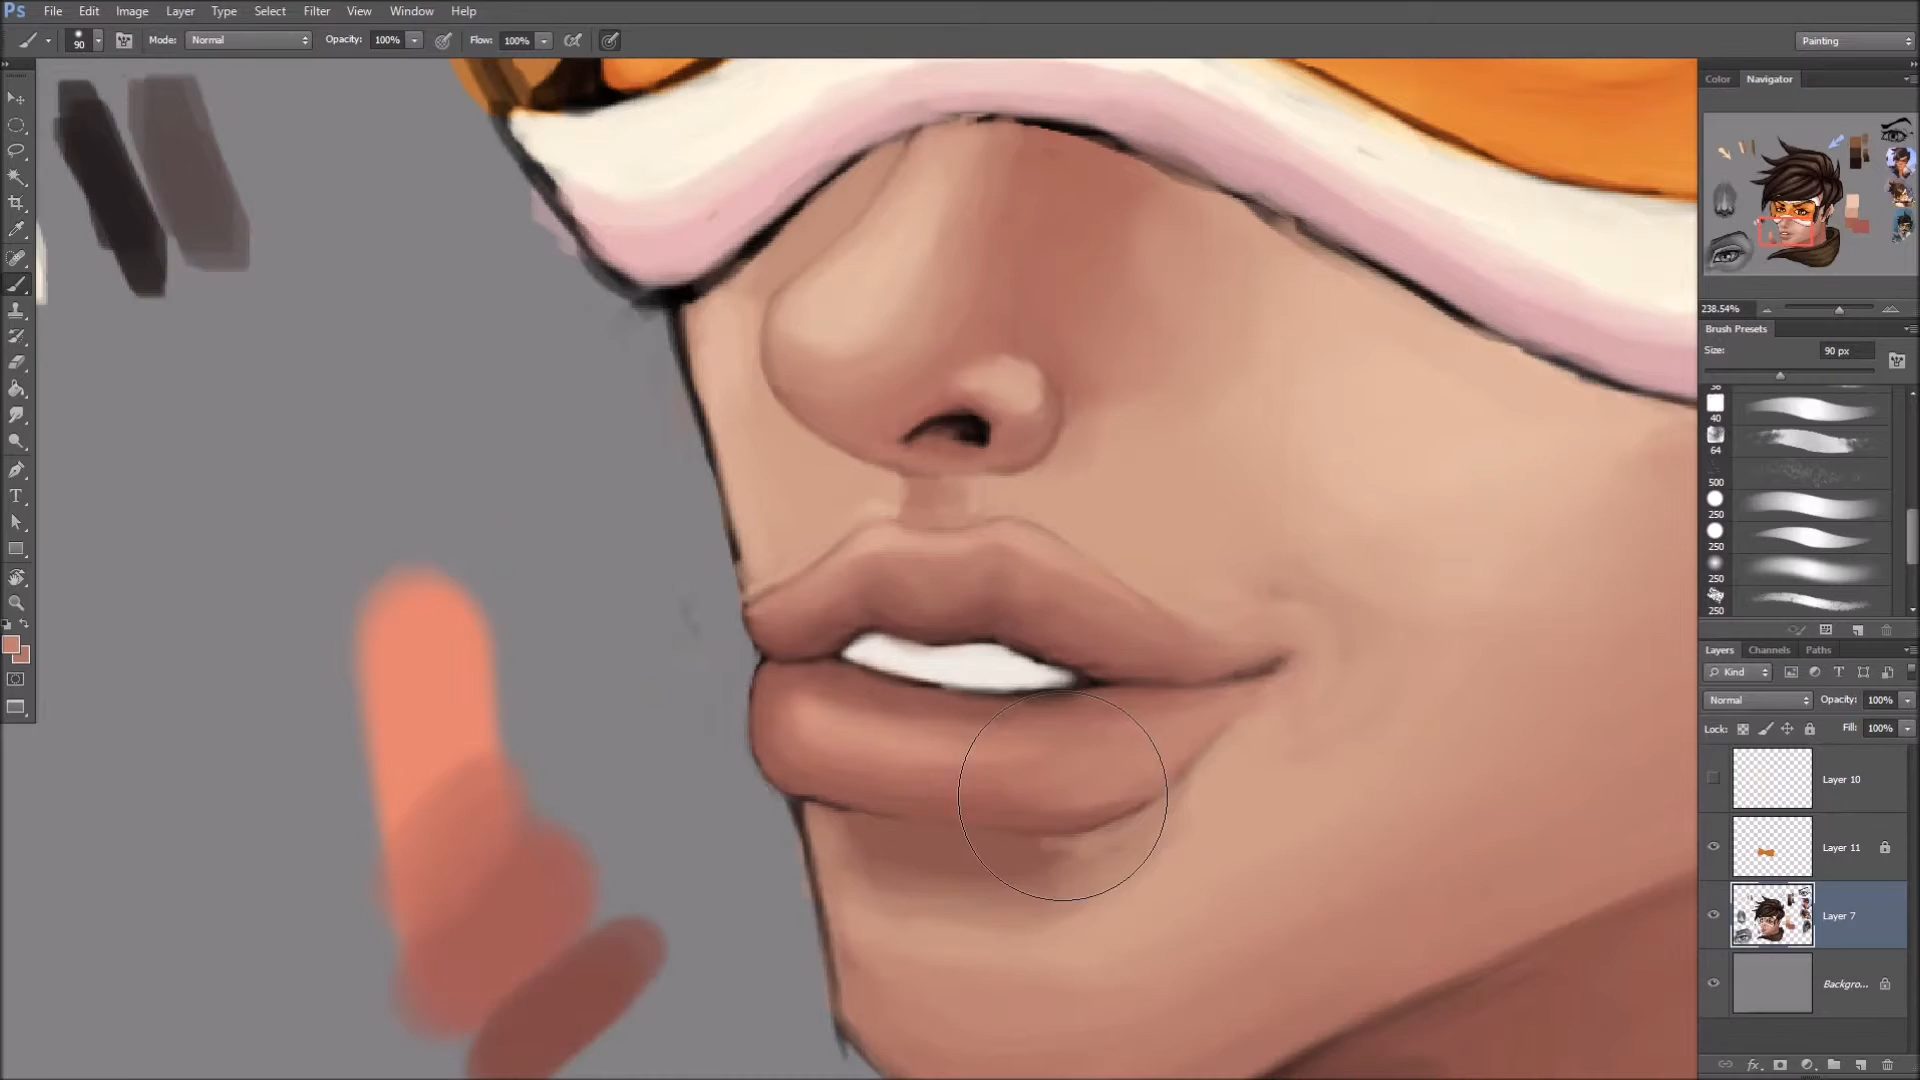 Ps File Edit Image Layer Type Select Filter View Window Help
90 Mode: Normal Opacity: 100% Flow: 100% Painting
Color Navigator
238.54%
Brush Presets
Size: 90 px
40
64
500
250
250
250
250
Layers Channels Paths
Kind
Normal Opacity: 100%
Lock: Fill: 100%
Layer 10
Layer 11
Layer 7
Backgro...
fx
T